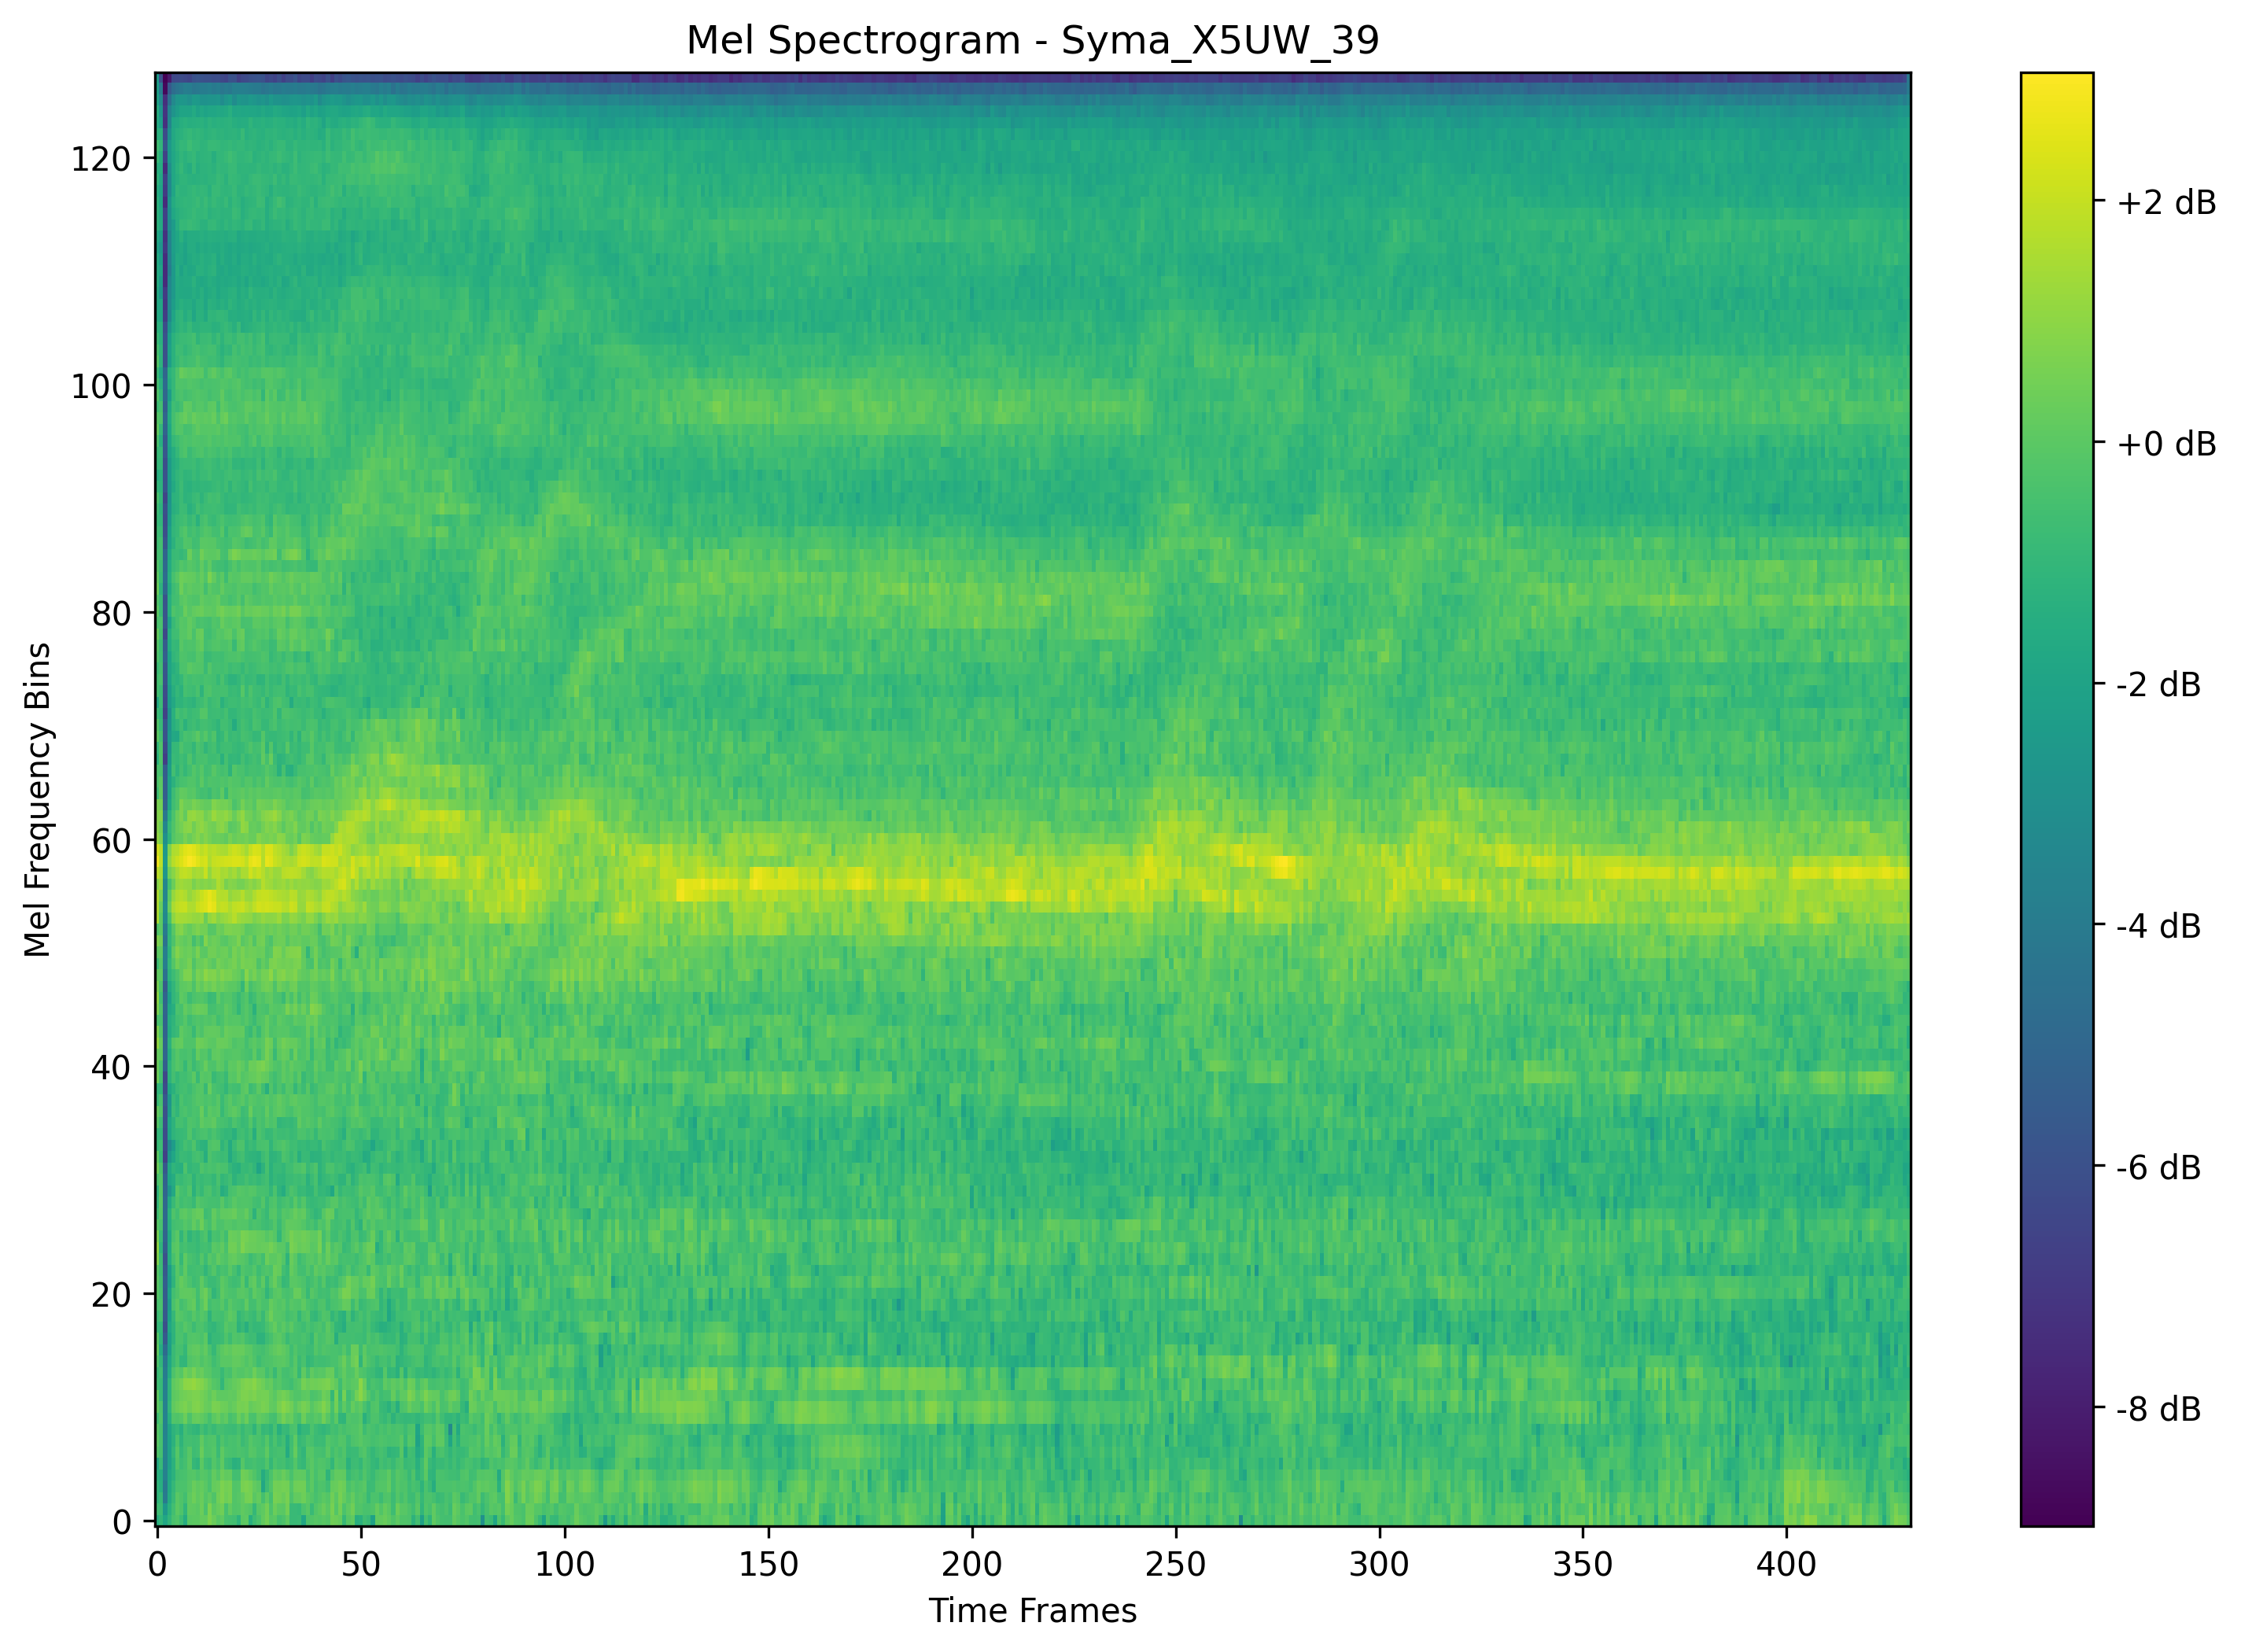 Mel Spectrogram - Syma_X5UW_39
Mel Frequency Bins
120
100
80
60
40
20
0
0 50 100 150 200 250 300 350 400
Time Frames
+2 dB
+0 dB
-2 dB
-4 dB
-6 dB
-8 dB